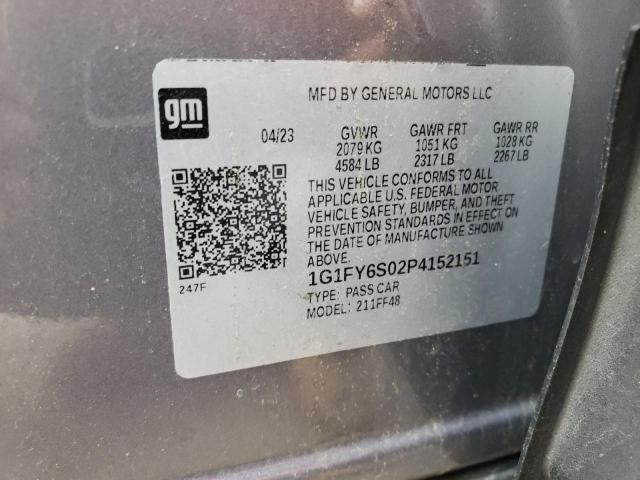 gm
MFD BY GENERAL MOTORS LLC
04/23 GVWR GAWR FRT GAWR RR
2079 KG 1051 KG 1028 KG
4584 LB 2317 LB 2267 LB
THIS VEHICLE CONFORMS TO ALL
APPLICABLE U.S. FEDERAL MOTOR
VEHICLE SAFETY, BUMPER, AND THEFT
PREVENTION STANDARDS IN EFFECT ON
THE DATE OF MANUFACTURE SHOWN
ABOVE.
1G1FY6S02P4152151
TYPE: PASS CAR
MODEL: 211FF48
247F